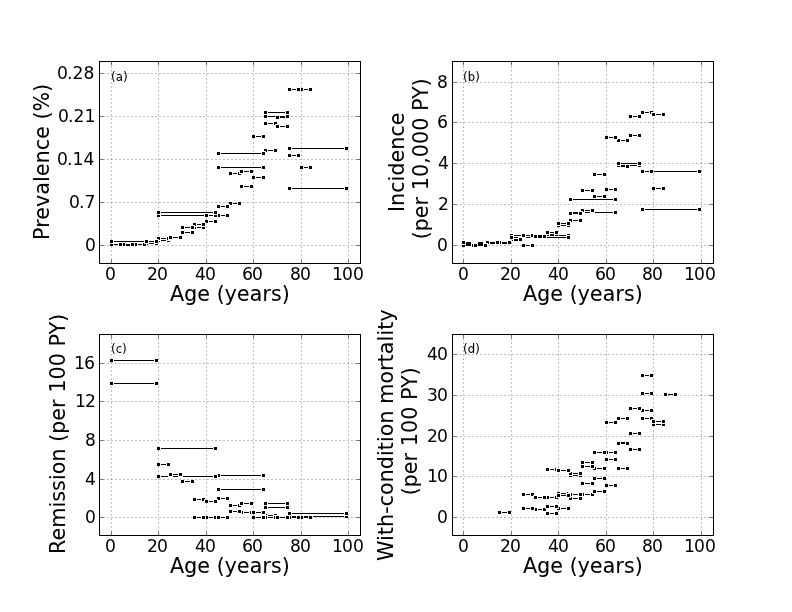 (a)
0.28
0.21
0.14
0.7
0
Prevalence (%)
0 20 40 60 80 100
Age (years)
(b)
8
6
4
2
0
Incidence
(per 10,000 PY)
0 20 40 60 80 100
Age (years)
(c)
16
12
8
4
0
Remission (per 100 PY)
0 20 40 60 80 100
Age (years)
(d)
40
30
20
10
0
With-condition mortality
(per 100 PY)
0 20 40 60 80 100
Age (years)